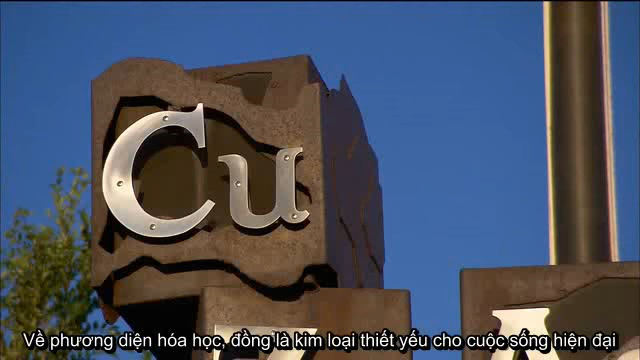 Cu
Về phương diện hóa học, đồng là kim loại thiết yếu cho cuộc sống hiện đại